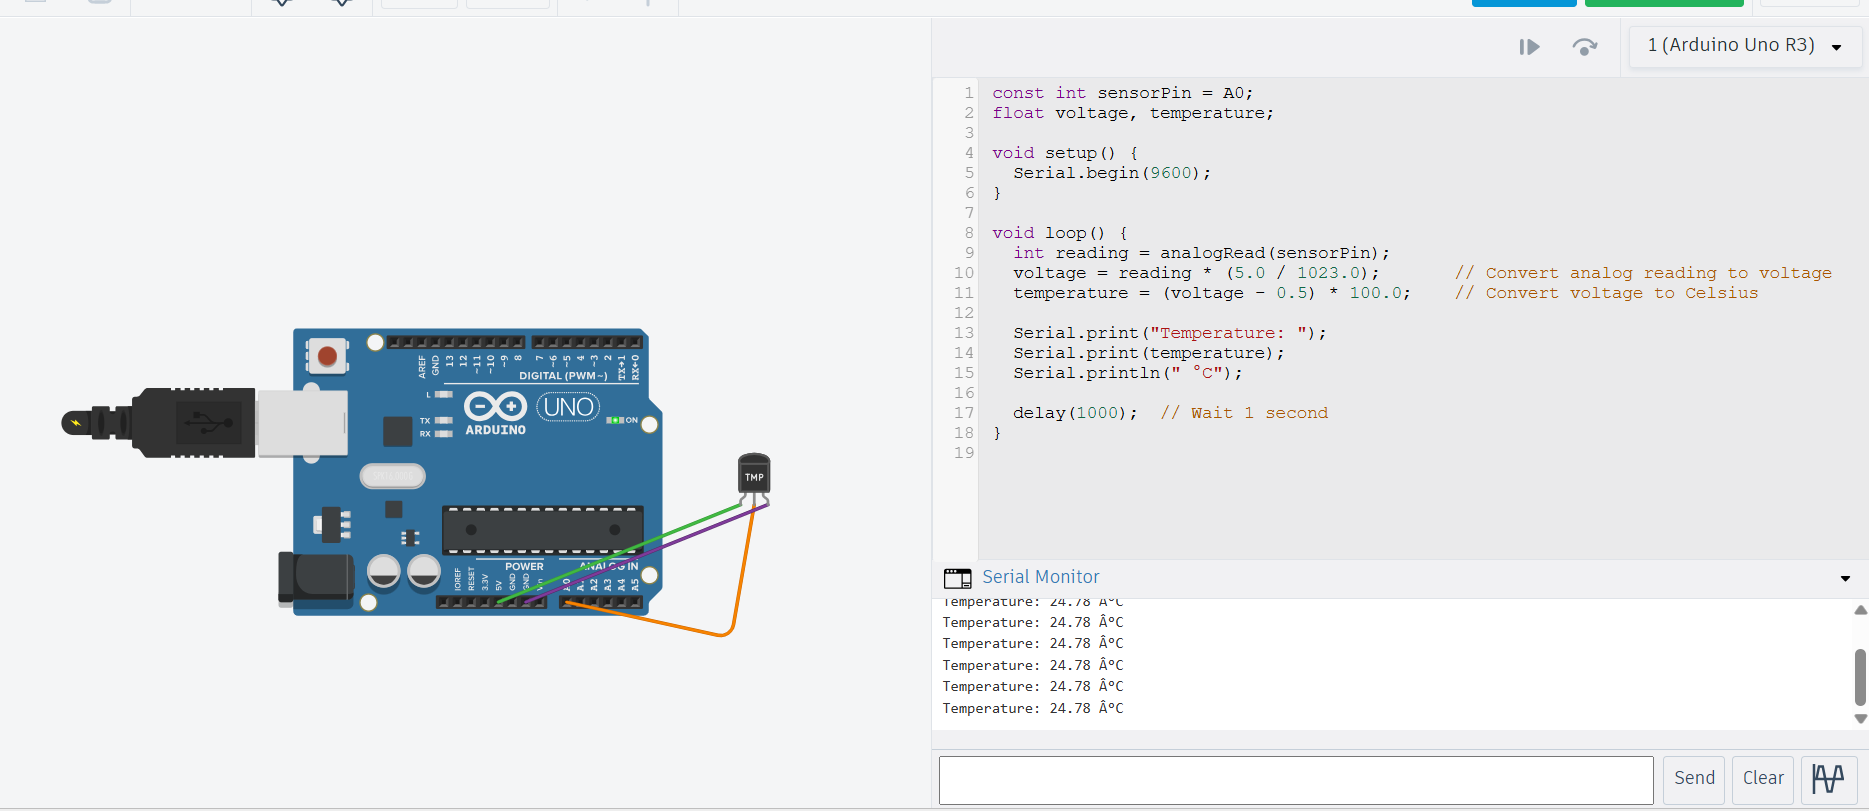 1 (Arduino Uno R3)
1 const int sensorPin = A0;
2 float voltage, temperature;
3
4 void setup() {
5 Serial.begin(9600);
6 }
7
8 void loop() {
9 int reading = analogRead(sensorPin);
10 voltage = reading * (5.0 / 1023.0); // Convert analog reading to voltage
11 temperature = (voltage - 0.5) * 100.0; // Convert voltage to Celsius
12
13 Serial.print("Temperature: ");
14 Serial.print(temperature);
15 Serial.println(" °C");
16
17 delay(1000); // Wait 1 second
18 }
19
AREF GND 13 12 ~11 ~10 ~9 8 7 ~6 ~5 4 ~3 2 TX→1 RX←0
DIGITAL (PWM ~)
L
TX
RX
UNO
ARDUINO
ON
TMP
POWER
ANALOG IN
IOREF RESET 3.3V 5V GND GND A0 A2 A3 A4 A5
Serial Monitor
Temperature: 24.78 Â°C
Temperature: 24.78 Â°C
Temperature: 24.78 Â°C
Temperature: 24.78 Â°C
Temperature: 24.78 Â°C
Temperature: 24.78 Â°C
Send
Clear